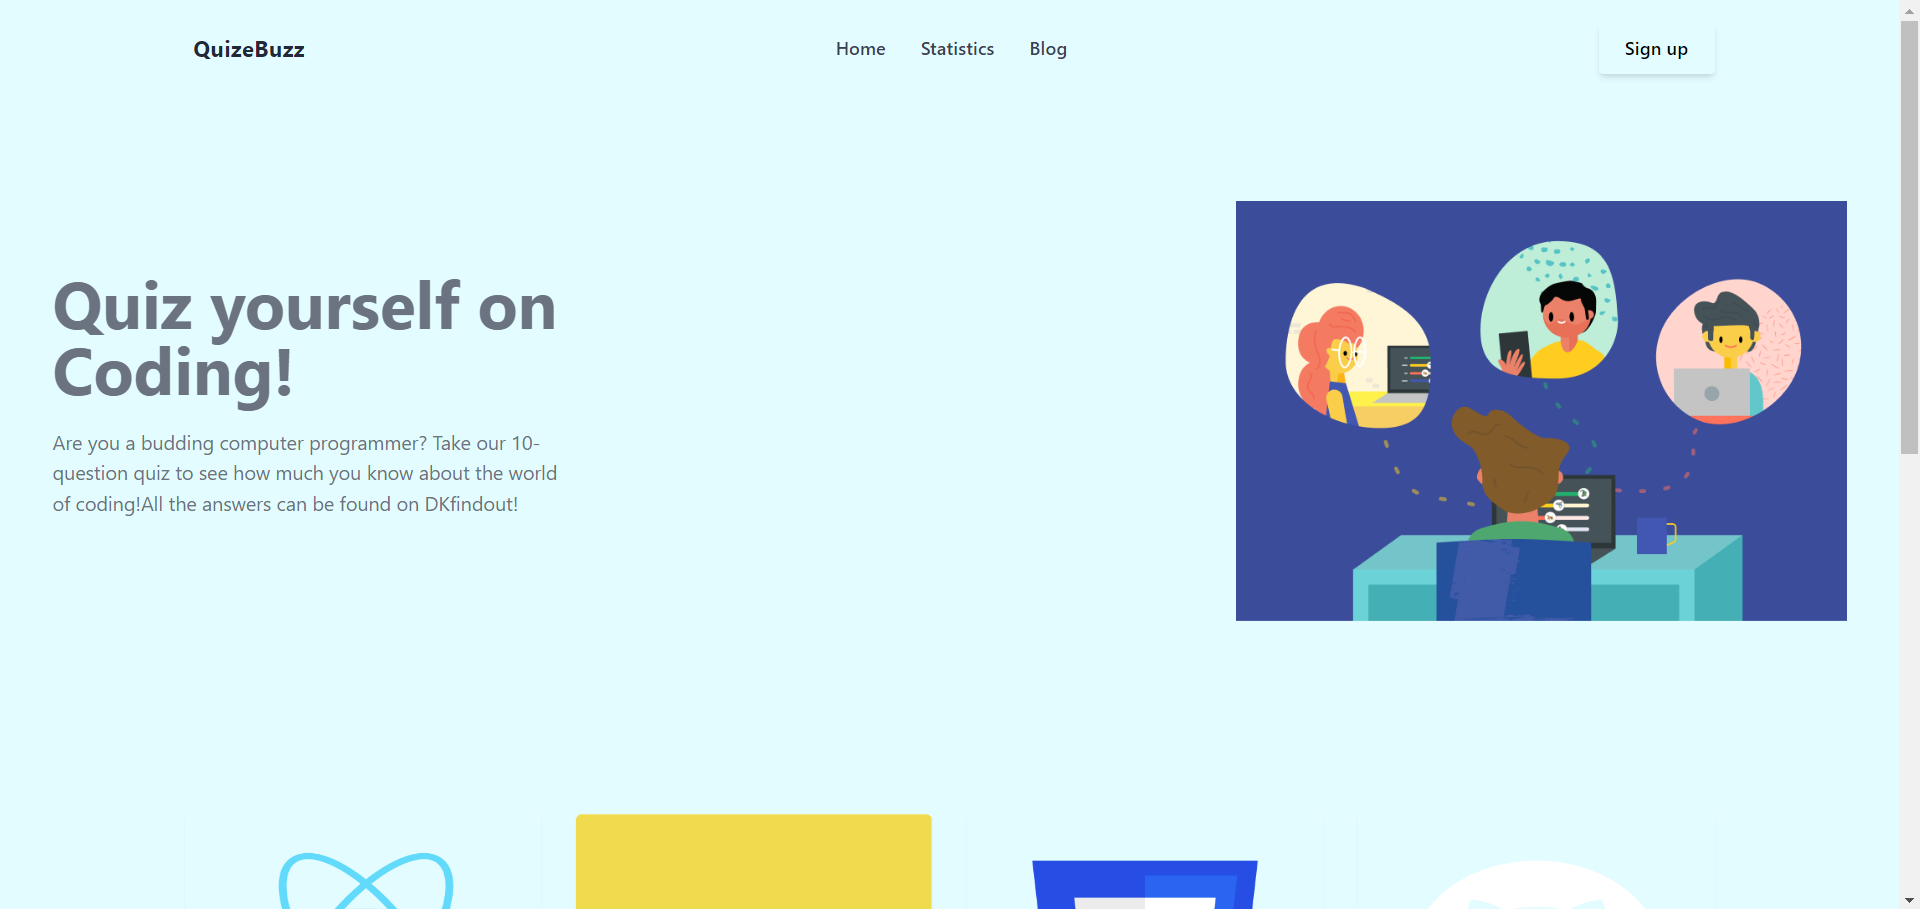 QuizeBuzz
Home Statistics Blog
Sign up
Quiz yourself on
Coding!
Are you a budding computer programmer? Take our 10-
question quiz to see how much you know about the world
of coding!All the answers can be found on DKfindout!